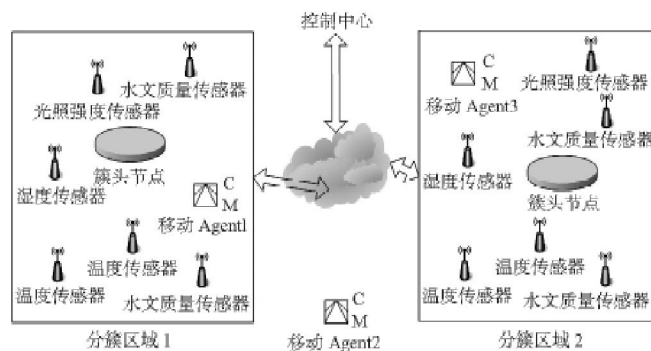 控制中心
水文质量传感器
光照强度传感器
簇头节点
湿度传感器
C
M
移动 Agent1
温度传感器
温度传感器
水文质量传感器
分簇区域 1
C
M
移动 Agent2
C
M
移动 Agent3
光照强度传感器
水文质量传感器
湿度传感器
簇头节点
温度传感器
温度传感器
水文质量传感器
分簇区域 2